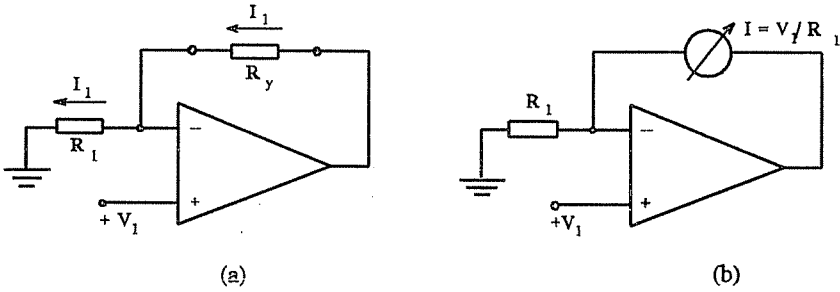 I 1
R y
I 1
R 1
−
+
+ V 1
(a)
I = V 1 / R 1
R 1
−
+
+V 1
(b)